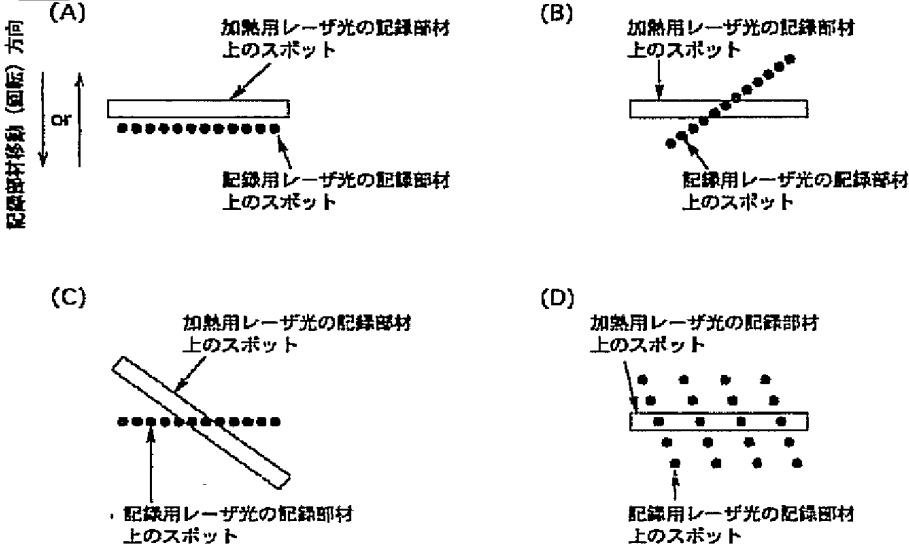 (A)
加熱用レーザ光の記録部材
上のスポット
記録部材移動（回転）方向
or
記録用レーザ光の記録部材
上のスポット
(B)
加熱用レーザ光の記録部材
上のスポット
記録用レーザ光の記録部材
上のスポット
(C)
加熱用レーザ光の記録部材
上のスポット
記録用レーザ光の記録部材
上のスポット
(D)
加熱用レーザ光の記録部材
上のスポット
記録用レーザ光の記録部材
上のスポット